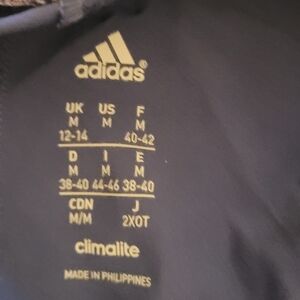 adidas®
UK US F
M M M
12-14 40-42
D I E
M M M
38-40 44-46 38-40
CDN J
M/M 2XOT
climalite
MADE IN PHILIPPINES